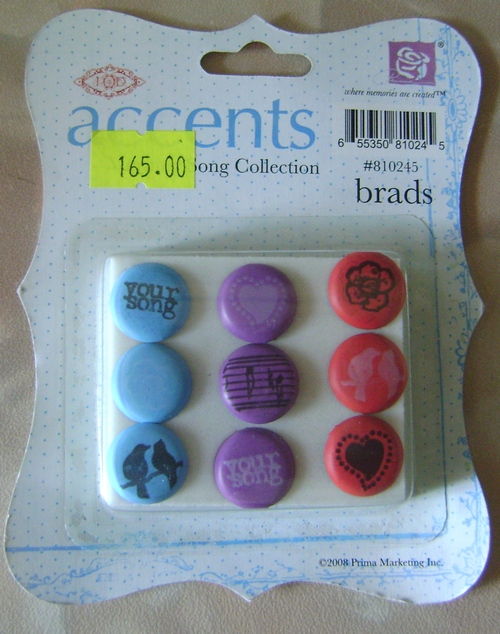 accents
where memories are created™
6 55350 81024 5
165.00
Song Collection
#810245
brads
your
song
your
song
©2008 Prima Marketing Inc.